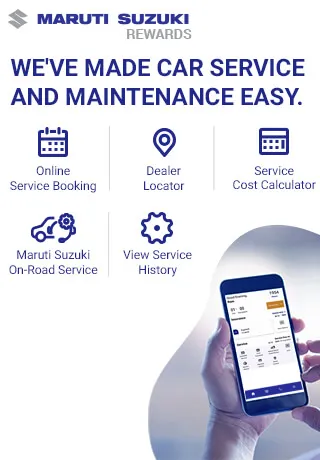 MARUTI SUZUKI
REWARDS
WE'VE MADE CAR SERVICE
AND MAINTENANCE EASY.
Online
Service Booking
Dealer
Locator
Service
Cost Calculator
Maruti Suzuki
On-Road Service
View Service
History